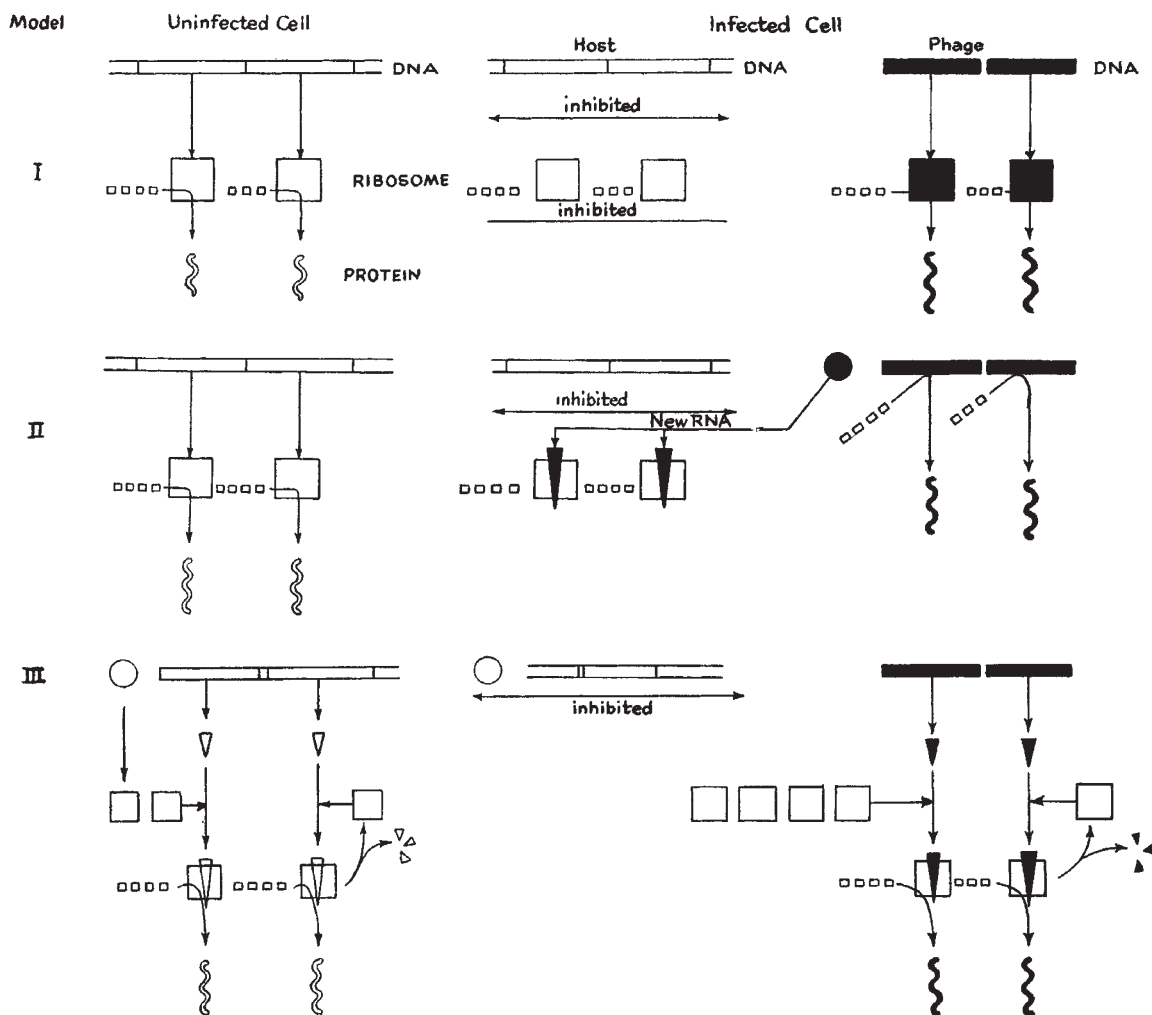 Model Uninfected Cell Infected Cell
Host Phage
DNA DNA DNA
inhibited
I RIBOSOME
inhibited
PROTEIN
inhibited
II New RNA
III
inhibited